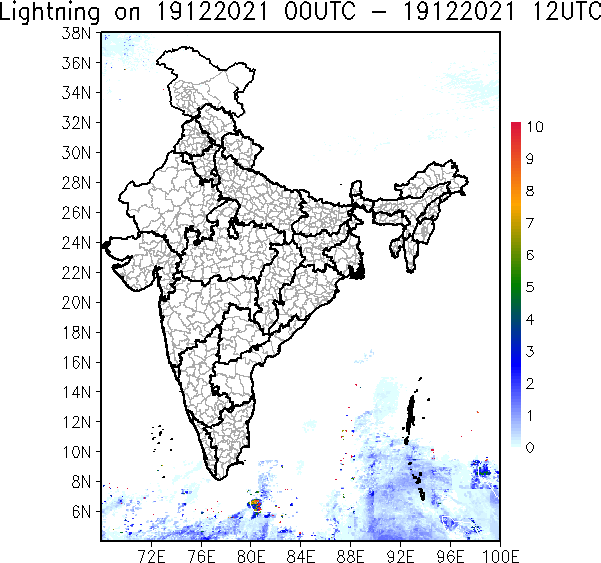 Lightning on 19122021 00UTC – 19122021 12UTC
38N
36N
34N
32N
30N
28N
26N
24N
22N
20N
18N
16N
14N
12N
10N
8N
6N
72E 76E 80E 84E 88E 92E 96E 100E
10
9
8
7
6
5
4
3
2
1
0